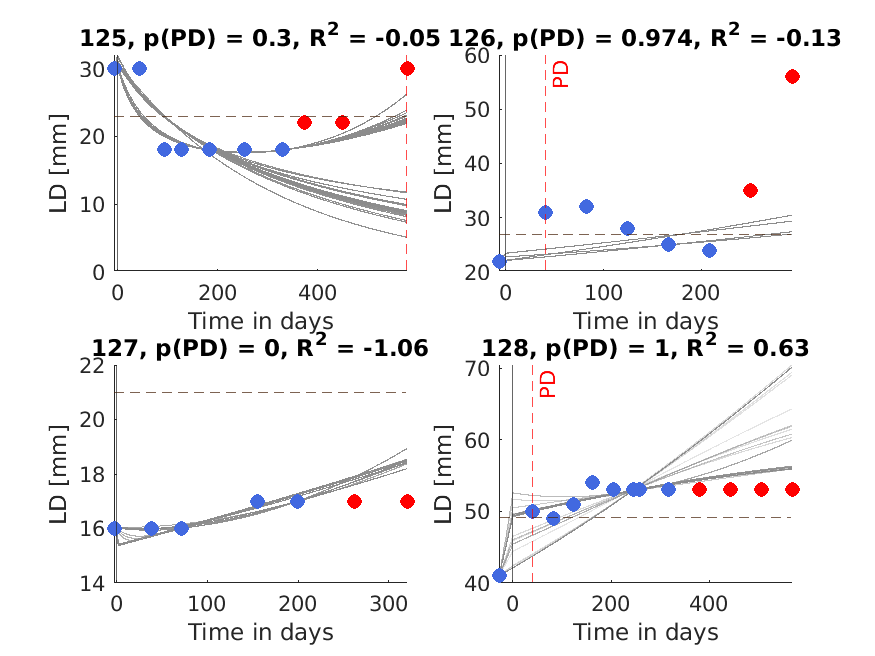 125, p(PD) = 0.3, R² = -0.05
126, p(PD) = 0.974, R² = -0.13
30
20
10
0
LD [mm]
0
200
400
Time in days
60
50
40
30
20
LD [mm]
PD
0
100
200
Time in days
127, p(PD) = 0, R² = -1.06
128, p(PD) = 1, R² = 0.63
22
20
18
16
14
LD [mm]
0
100
200
300
Time in days
70
60
50
40
LD [mm]
PD
0
200
400
Time in days